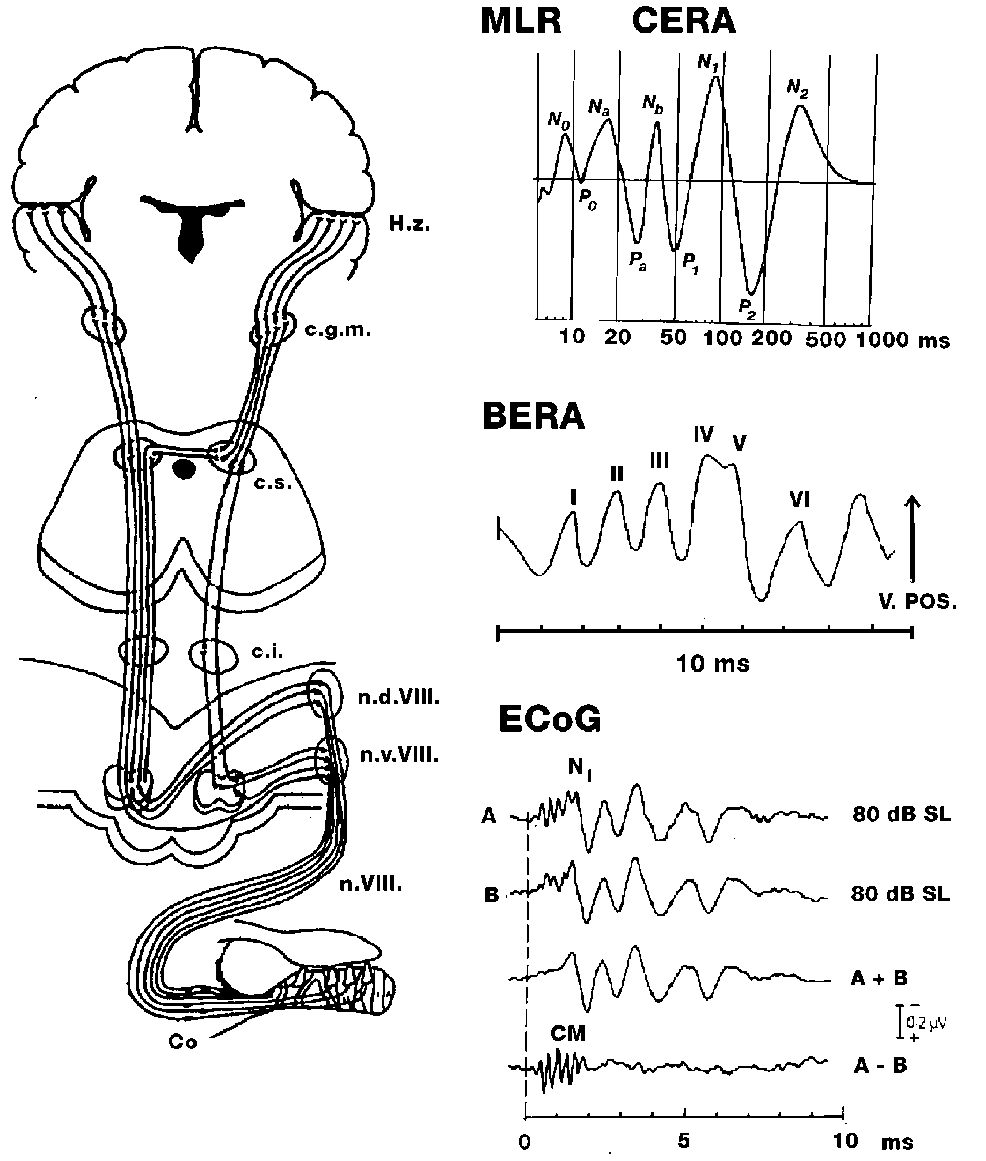 MLR CERA
N1
N2
N0 Na Nb
P0
Pa P1
P2
10 20 50 100 200 500 1000 ms
H.z.
c.g.m.
c.s.
c.i.
n.d.VIII.
n.v.VIII.
n.VIII.
Co
BERA
I II III IV V VI
V. POS.
10 ms
ECoG
N1
A 80 dB SL
B 80 dB SL
A + B
0.2 µV
+
CM
A - B
0 5 10 ms